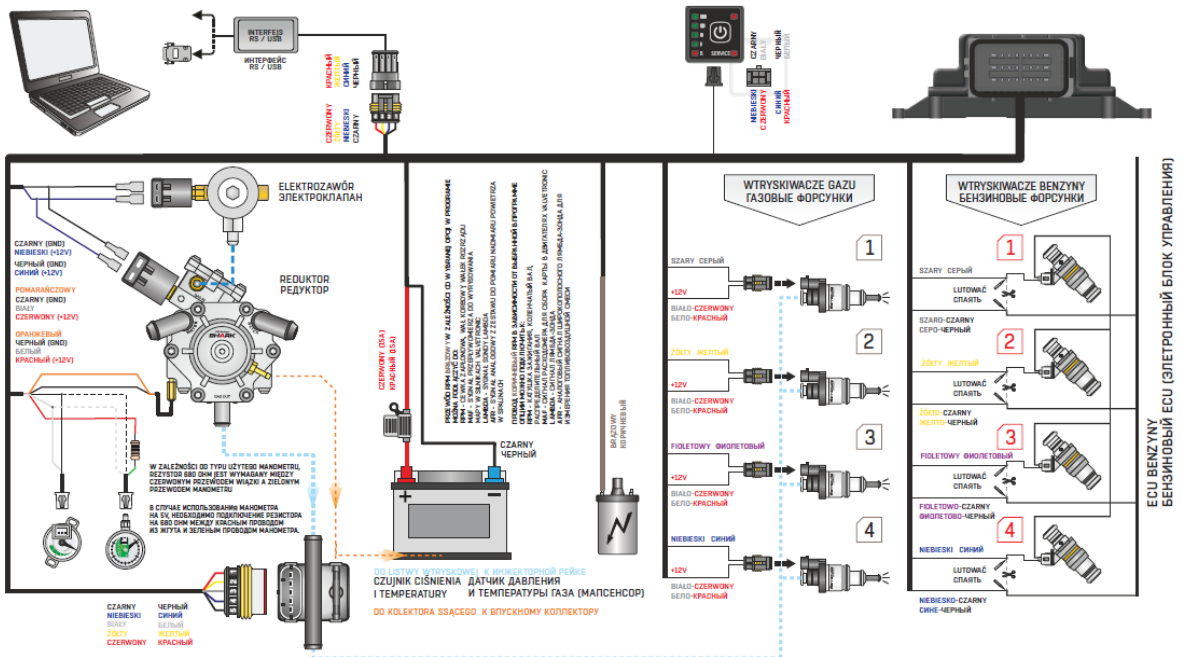 INTERFEJS
RS / USB
ИНТЕРФЕЙС
RS / USB
КРАСНЫЙ
ЖЕЛТЫЙ
СИНИЙ
ЧЕРНЫЙ
CZERWONY
ŻÓŁTY
NIEBIESKI
CZARNY
SERVICE
CZARNY
BIAŁY
ЧЕРНЫЙ
БЕЛЫЙ
NIEBIESKI
CZERWONY
СИНИЙ
КРАСНЫЙ
ELEKTROZAWÓR
ЭЛЕКТРОКЛАПАН
CZARNY (GND)
NIEBIESKI (+12V)
ЧЕРНЫЙ (GND)
СИНИЙ (+12V)
REDUKTOR
РЕДУКТОР
POMARAŃCZOWY
CZARNY (GND)
BIAŁY
CZERWONY (+12V)
ОРАНЖЕВЫЙ
ЧЕРНЫЙ (GND)
БЕЛЫЙ
КРАСНЫЙ (+12V)
SHARK
W ZALEŻNOŚCI OD TYPU UŻYTEGO MANOMETRU,
REZYSTOR 680 OHM JEST WYMAGANY MIĘDZY
CZERWONYM PRZEWODEM WIĄZKI A ZIELONYM
PRZEWODEM MANOMETRU
В СЛУЧАЕ ИСПОЛЬЗОВАНИЯ МАНОМЕТРА
НА 5V, НЕОБХОДИМО ПОДКЛЮЧЕНИЕ РЕЗИСТОРА
НА 680 ОНМ МЕЖДУ КРАСНЫМ ПРОВОДОМ
ИЗ ЖГУТА И ЗЕЛЕНЫМ ПРОВОДОМ МАНОМЕТРА.
CZARNY ЧЕРНЫЙ
NIEBIESKI СИНИЙ
BIAŁY БЕЛЫЙ
ŻÓŁTY ЖЕЛТЫЙ
CZERWONY КРАСНЫЙ
CZERWONY (15A)
КРАСНЫЙ (15A)
CZARNY
ЧЕРНЫЙ
BRĄZOWY
КОРИЧНЕВЫЙ
DO LISTWY WTRYSKOWEJ К ИНЖЕКТОРНОЙ РЕЙКЕ
CZUJNIK CIŚNIENIA ДАТЧИК ДАВЛЕНИЯ
I TEMPERATURY И ТЕМПЕРАТУРЫ ГАЗА (МАПСЕНСОР)
DO KOLEKTORA SSĄCEGO К ВПУСКНОМУ КОЛЛЕКТОРУ
WTRYSKIWACZE GAZU
ГАЗОВЫЕ ФОРСУНКИ
1
SZARY СЕРЫЙ
+12V
BIAŁO-CZERWONY
БЕЛО-КРАСНЫЙ
2
ŻÓŁTY ЖЕЛТЫЙ
+12V
BIAŁO-CZERWONY
БЕЛО-КРАСНЫЙ
3
FIOLETOWY ФИОЛЕТОВЫЙ
+12V
BIAŁO-CZERWONY
БЕЛО-КРАСНЫЙ
4
NIEBIESKI СИНИЙ
+12V
BIAŁO-CZERWONY
БЕЛО-КРАСНЫЙ
WTRYSKIWACZE BENZYNY
БЕНЗИНОВЫЕ ФОРСУНКИ
1
SZARY СЕРЫЙ
LUTOWAĆ
СПАЯТЬ
SZARO-CZARNY
СЕРО-ЧЕРНЫЙ
2
ŻÓŁTY ЖЕЛТЫЙ
LUTOWAĆ
СПАЯТЬ
ŻÓŁTO-CZARNY
ЖЕЛТО-ЧЕРНЫЙ
3
FIOLETOWY ФИОЛЕТОВЫЙ
LUTOWAĆ
СПАЯТЬ
FIOLETOWO-CZARNY
ФИОЛЕТОВО-ЧЕРНЫЙ
4
NIEBIESKI СИНИЙ
LUTOWAĆ
СПАЯТЬ
NIEBIESKO-CZARNY
СИНЕ-ЧЕРНЫЙ
ECU BENZYNY
БЕНЗИНОВЫЙ ECU (ЭЛЕТРОННЫЙ БЛОК УПРАВЛЕНИЯ)